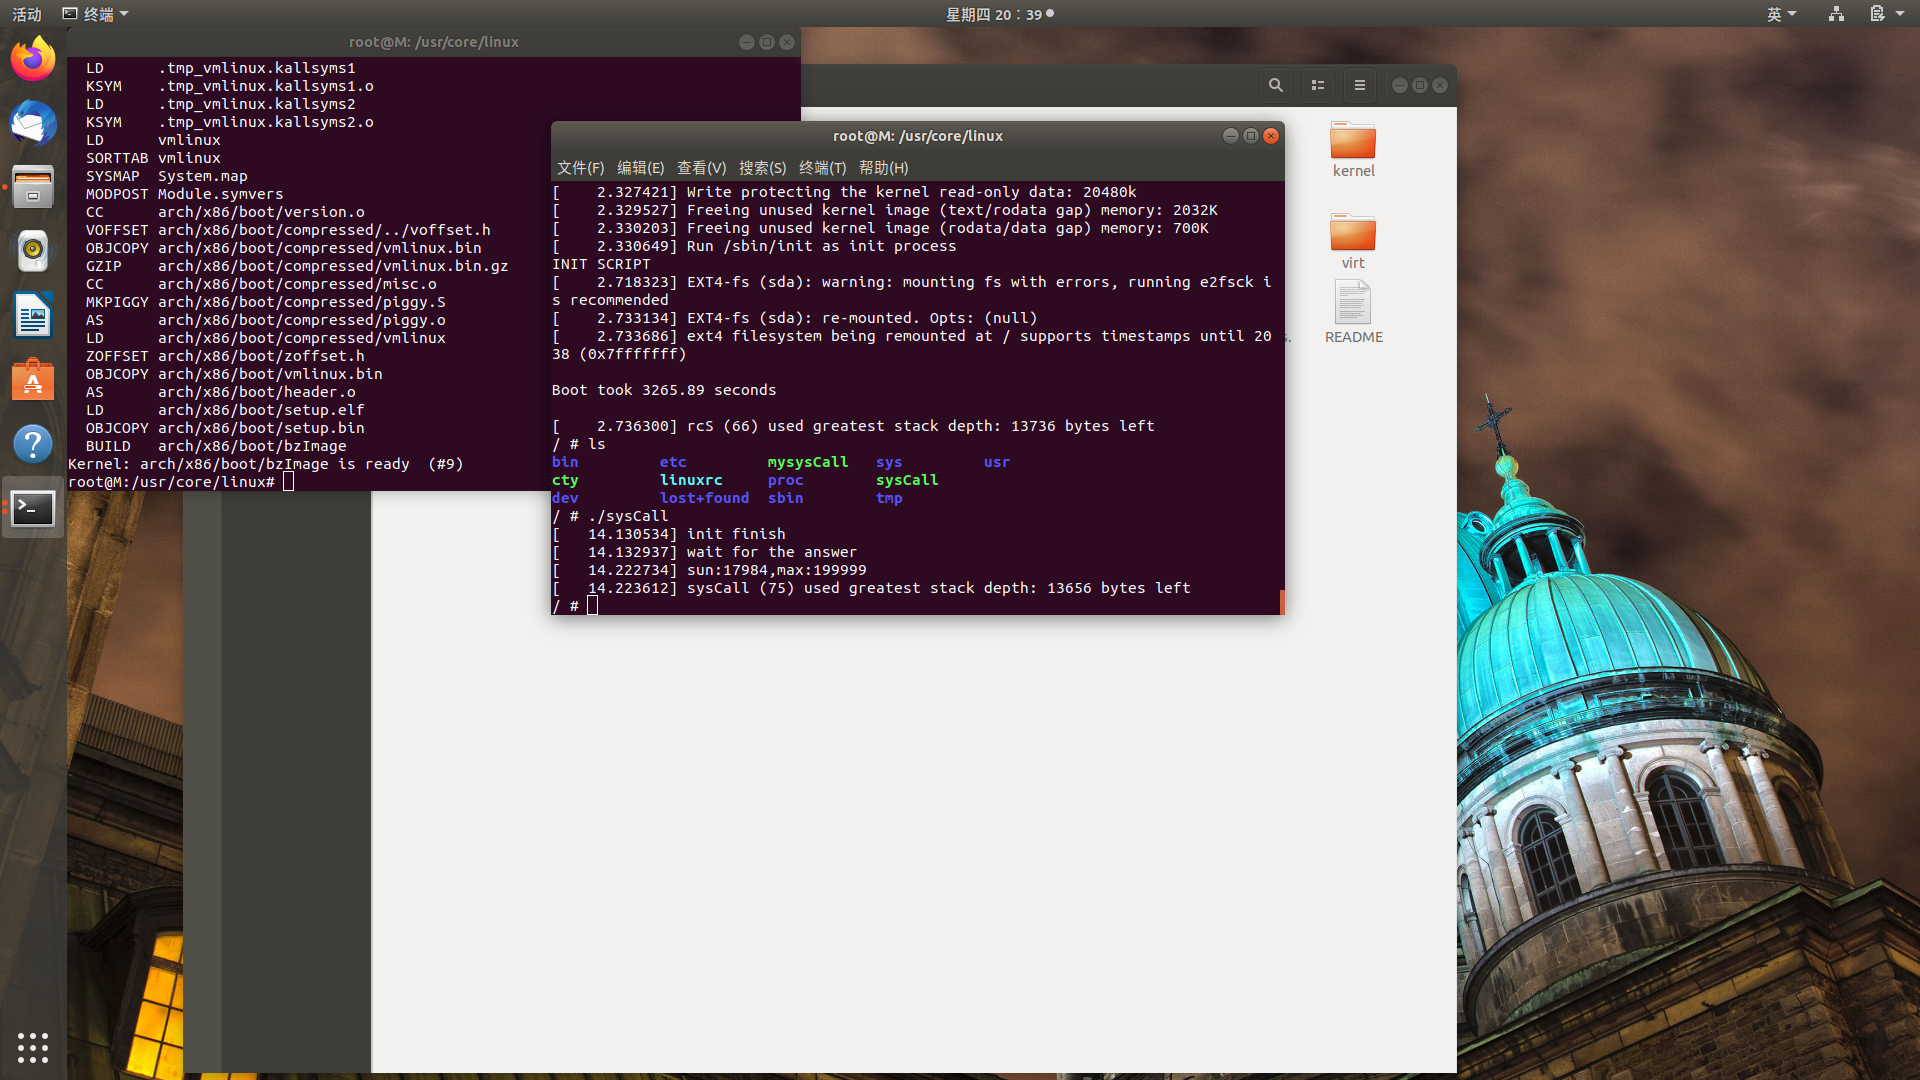 活动 终端 星期四 20：39 英
root@M: /usr/core/linux
LD .tmp_vmlinux.kallsyms1
KSYM .tmp_vmlinux.kallsyms1.o
LD .tmp_vmlinux.kallsyms2
KSYM .tmp_vmlinux.kallsyms2.o
LD vmlinux
SORTTAB vmlinux
SYSMAP System.map
MODPOST Module.symvers
CC arch/x86/boot/version.o
VOFFSET arch/x86/boot/compressed/../voffset.h
OBJCOPY arch/x86/boot/compressed/vmlinux.bin
GZIP arch/x86/boot/compressed/vmlinux.bin.gz
CC arch/x86/boot/compressed/misc.o
MKPIGGY arch/x86/boot/compressed/piggy.S
AS arch/x86/boot/compressed/piggy.o
LD arch/x86/boot/compressed/vmlinux
ZOFFSET arch/x86/boot/zoffset.h
OBJCOPY arch/x86/boot/vmlinux.bin
AS arch/x86/boot/header.o
LD arch/x86/boot/setup.elf
OBJCOPY arch/x86/boot/setup.bin
BUILD arch/x86/boot/bzImage
Kernel: arch/x86/boot/bzImage is ready (#9)
root@M:/usr/core/linux#
root@M: /usr/core/linux
文件(F) 编辑(E) 查看(V) 搜索(S) 终端(T) 帮助(H)
[ 2.327421] Write protecting the kernel read-only data: 20480k
[ 2.329527] Freeing unused kernel image (text/rodata gap) memory: 2032K
[ 2.330203] Freeing unused kernel image (rodata/data gap) memory: 700K
[ 2.330649] Run /sbin/init as init process
INIT SCRIPT
[ 2.718323] EXT4-fs (sda): warning: mounting fs with errors, running e2fsck i
s recommended
[ 2.733134] EXT4-fs (sda): re-mounted. Opts: (null)
[ 2.733686] ext4 filesystem being remounted at / supports timestamps until 20
38 (0x7fffffff)
Boot took 3265.89 seconds
[ 2.736300] rcS (66) used greatest stack depth: 13736 bytes left
/ # ls
bin etc mysysCall sys usr
cty linuxrc proc sysCall
dev lost+found sbin tmp
/ # ./sysCall
[ 14.130534] init finish
[ 14.132937] wait for the answer
[ 14.222734] sun:17984,max:199999
[ 14.223612] sysCall (75) used greatest stack depth: 13656 bytes left
/ #
kernel
virt
s.
README